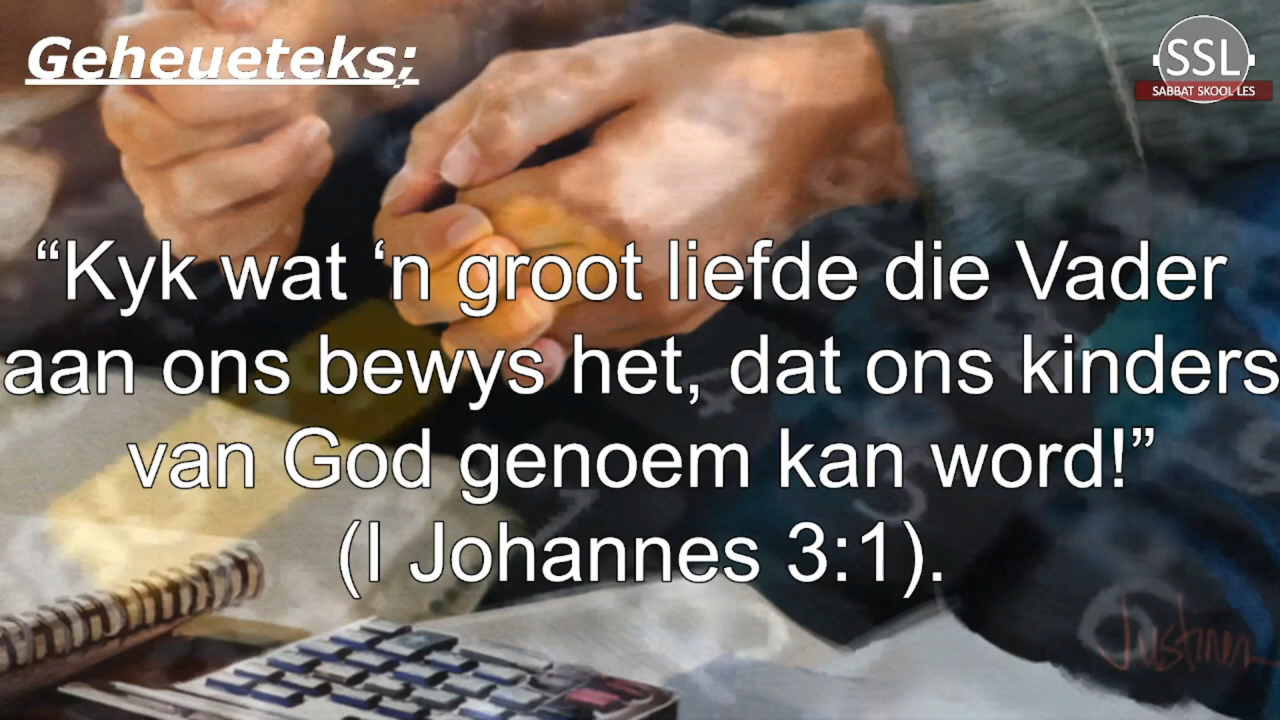 Geheueteks;
SSL
SABBAT SKOOL LES
“Kyk wat ‘n groot liefde die Vader
aan ons bewys het, dat ons kinders
van God genoem kan word!”
(I Johannes 3:1).